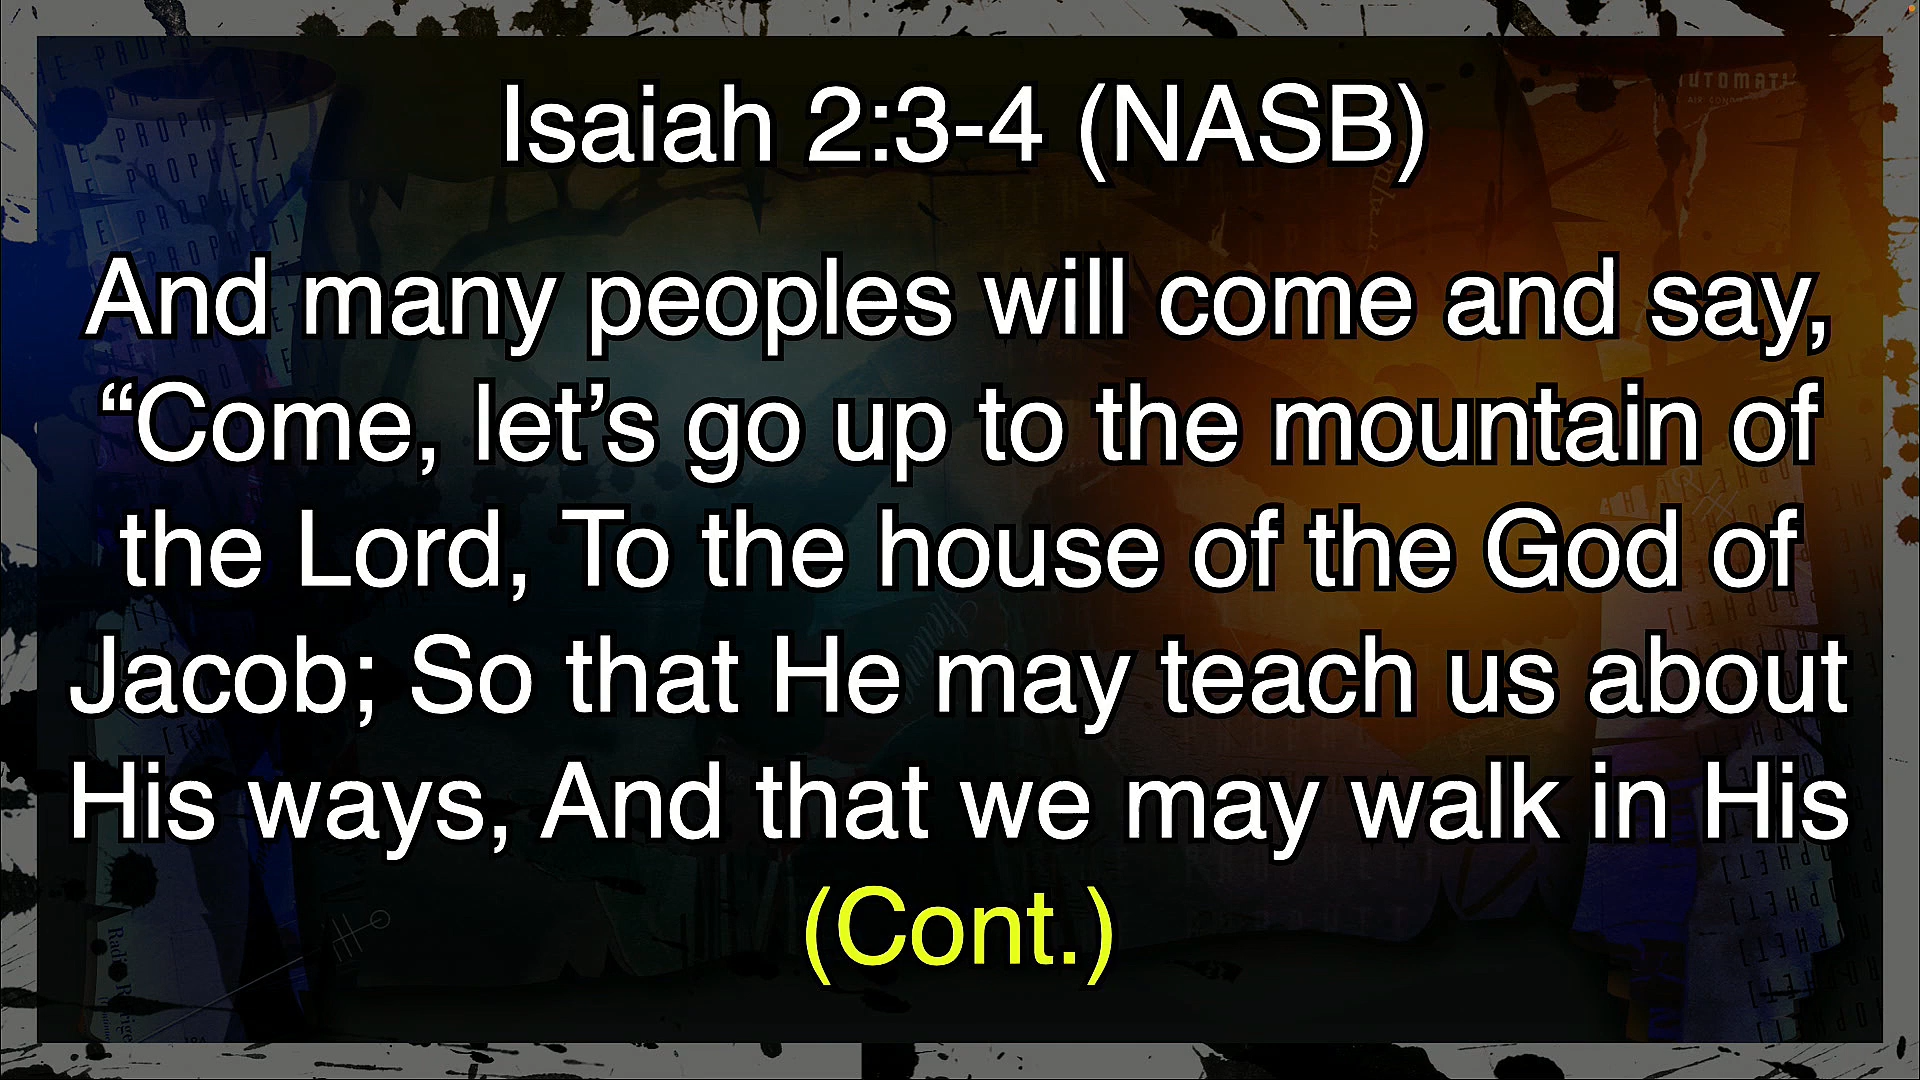 Isaiah 2:3-4 (NASB)
And many peoples will come and say,
“Come, let’s go up to the mountain of
the Lord, To the house of the God of
Jacob; So that He may teach us about
His ways, And that we may walk in His
(Cont.)